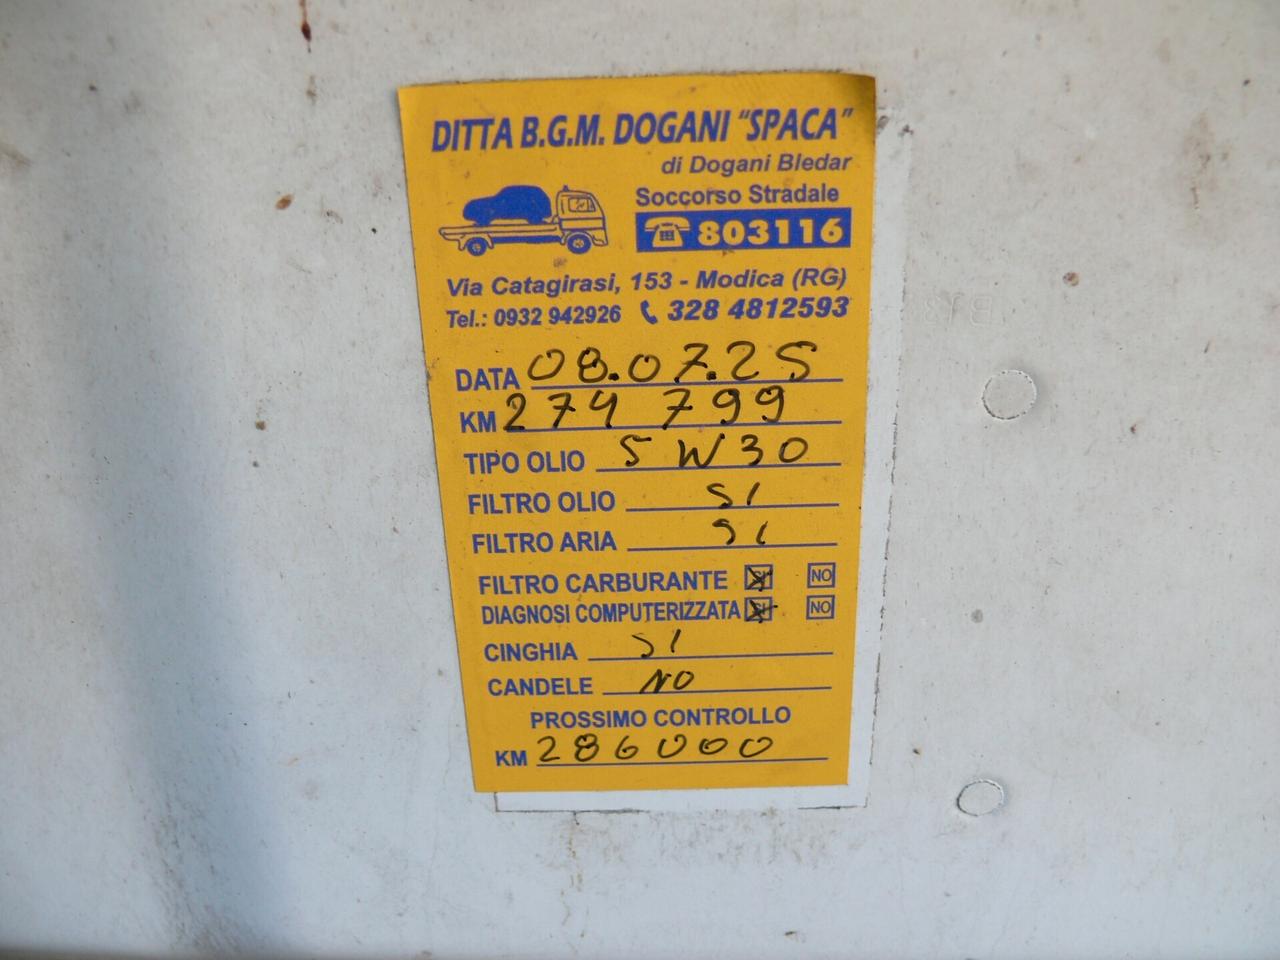 DITTA B.G.M. DOGANI "SPACA"
di Dogani Bledar
Soccorso Stradale
803116
Via Catagirasi, 153 - Modica (RG)
Tel.: 0932 942926 328 4812593
DATA 08.07.25
KM 274 799
TIPO OLIO 5W30
FILTRO OLIO SI
FILTRO ARIA SI
FILTRO CARBURANTE SI NO
DIAGNOSI COMPUTERIZZATA SI NO
CINGHIA SI
CANDELE NO
PROSSIMO CONTROLLO
KM 286000